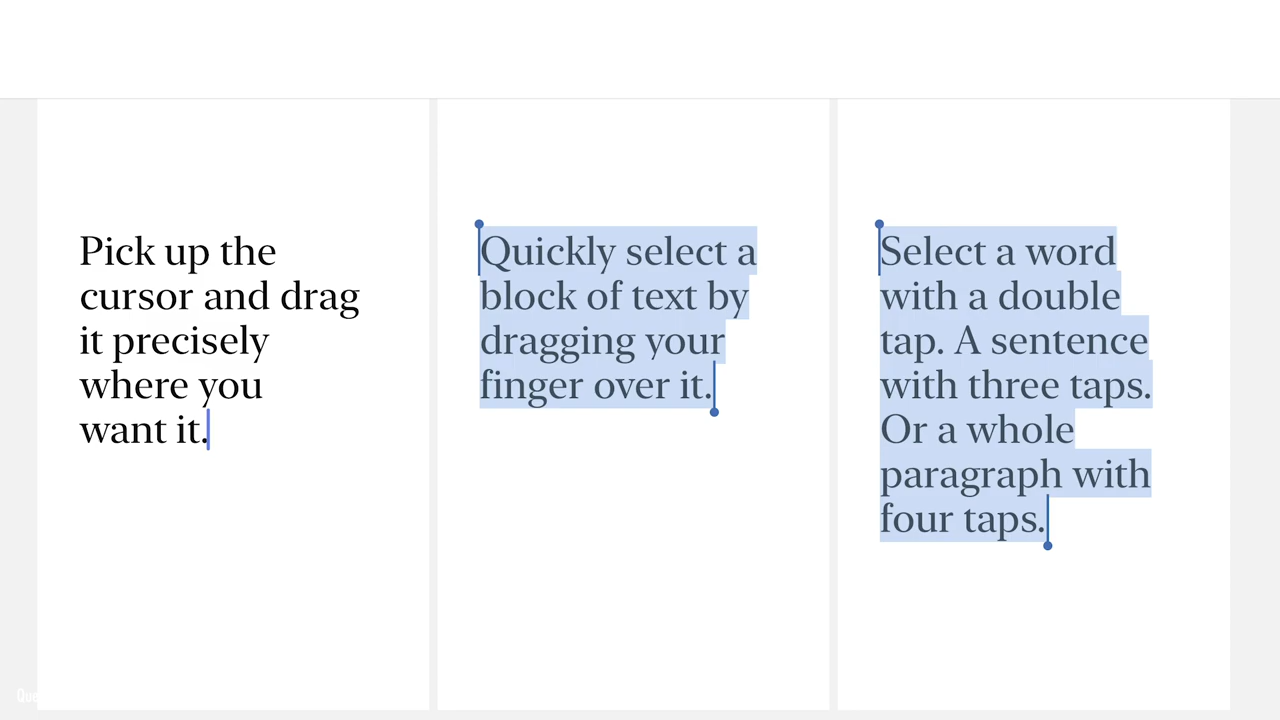 Pick up the
cursor and drag
it precisely
where you
want it.
Quickly select a
block of text by
dragging your
finger over it.
Select a word
with a double
tap. A sentence
with three taps.
Or a whole
paragraph with
four taps.